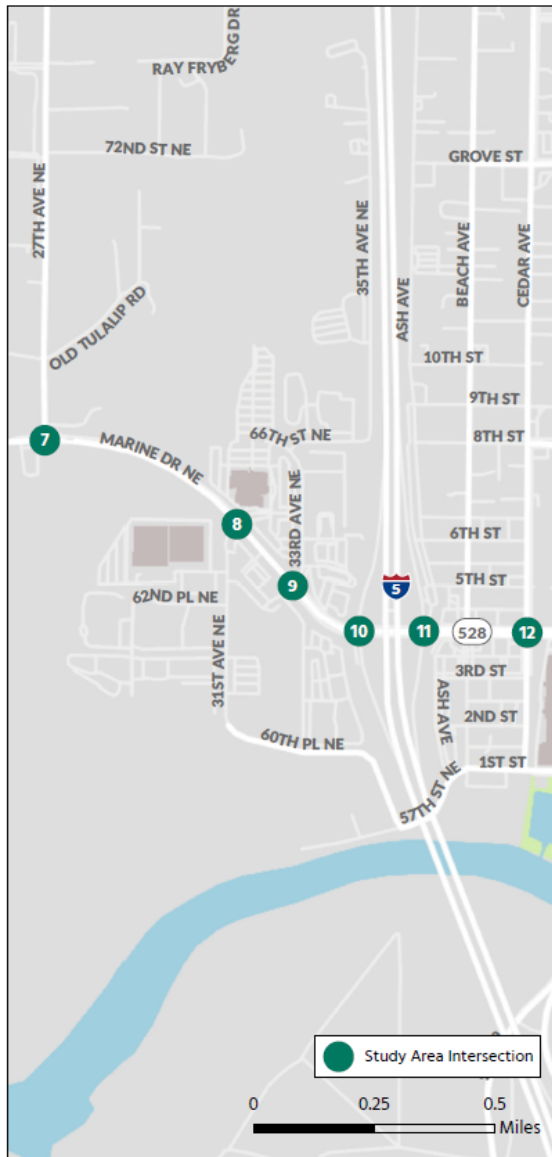 RAY FRYBERG DR
72ND ST NE
GROVE ST
27TH AVE NE
35TH AVE NE
ASH AVE
BEACH AVE
CEDAR AVE
OLD TULALIP RD
10TH ST
9TH ST
8TH ST
7
MARINE DR NE
66TH ST NE
8
33RD AVE NE
6TH ST
5TH ST
9
5
62ND PL NE
10
11
528
12
31ST AVE NE
3RD ST
ASH AVE
2ND ST
60TH PL NE
1ST ST
57TH ST NE
Study Area Intersection
0 0.25 0.5
Miles